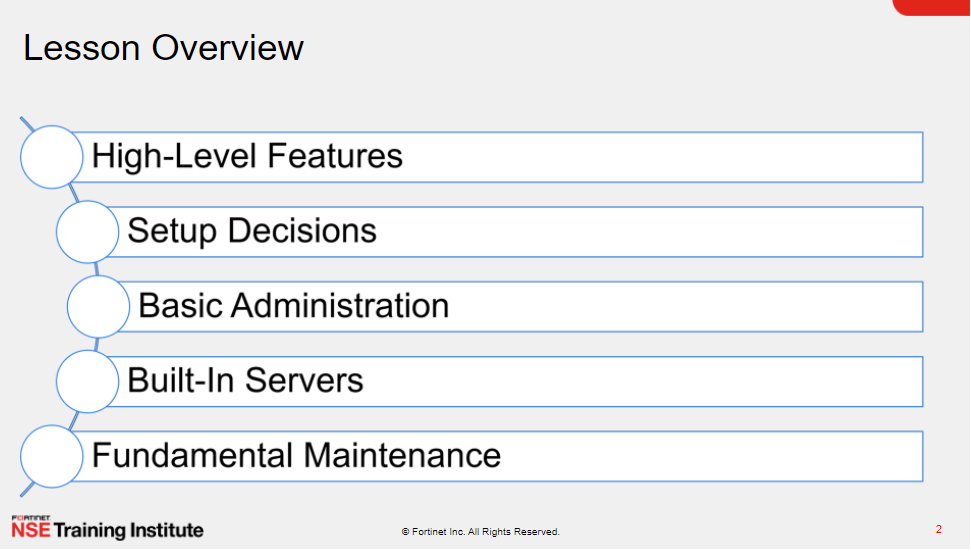 Lesson Overview
High-Level Features
Setup Decisions
Basic Administration
Built-In Servers
Fundamental Maintenance
FORTINET
NSE Training Institute
© Fortinet Inc. All Rights Reserved.
2